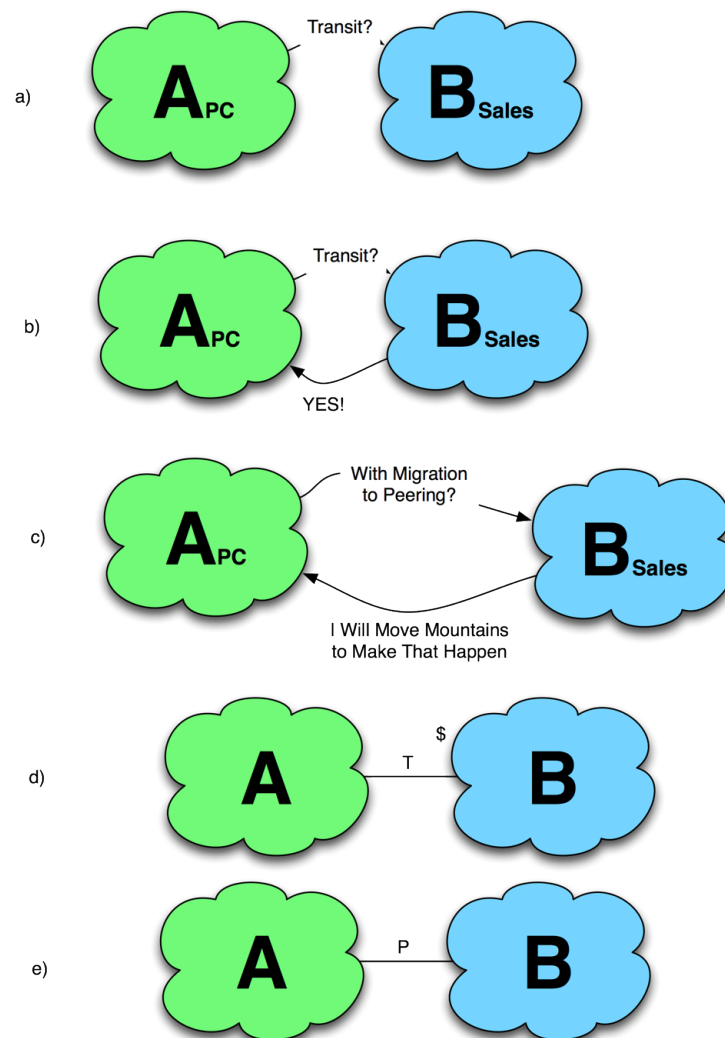 Transit?
a)
A PC
B Sales
Transit?
b)
A PC
B Sales
YES!
With Migration
to Peering?
c)
A PC
B Sales
I Will Move Mountains
to Make That Happen
$
T
d)
A
B
P
e)
A
B